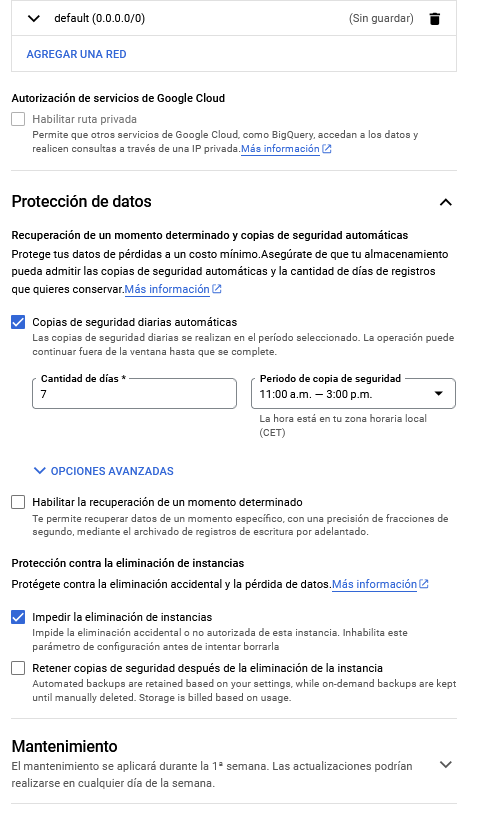 default (0.0.0.0/0) (Sin guardar)
AGREGAR UNA RED
Autorización de servicios de Google Cloud
Habilitar ruta privada
Permite que otros servicios de Google Cloud, como BigQuery, accedan a los datos y
realicen consultas a través de una IP privada.Más información
Protección de datos
Recuperación de un momento determinado y copias de seguridad automáticas
Protege tus datos de pérdidas a un costo mínimo.Asegúrate de que tu almacenamiento
pueda admitir las copias de seguridad automáticas y la cantidad de días de registros
que quieres conservar.Más información
Copias de seguridad diarias automáticas
Las copias de seguridad diarias se realizan en el período seleccionado. La operación puede
continuar fuera de la ventana hasta que se complete.
Cantidad de días *
7
Período de copia de seguridad
11:00 a.m. — 3:00 p.m.
La hora está en tu zona horaria local
(CET)
OPCIONES AVANZADAS
Habilitar la recuperación de un momento determinado
Te permite recuperar datos de un momento específico, con una precisión de fracciones de
segundo, mediante el archivado de registros de escritura por adelantado.
Protección contra la eliminación de instancias
Protégete contra la eliminación accidental y la pérdida de datos.Más información
Impedir la eliminación de instancias
Impide la eliminación accidental o no autorizada de esta instancia. Inhabilita este
parámetro de configuración antes de intentar borrarla
Retener copias de seguridad después de la eliminación de la instancia
Automated backups are retained based on your settings, while on-demand backups are kept
until manually deleted. Storage is billed based on usage.
Mantenimiento
El mantenimiento se aplicará durante la 1ª semana. Las actualizaciones podrían
realizarse en cualquier día de la semana.